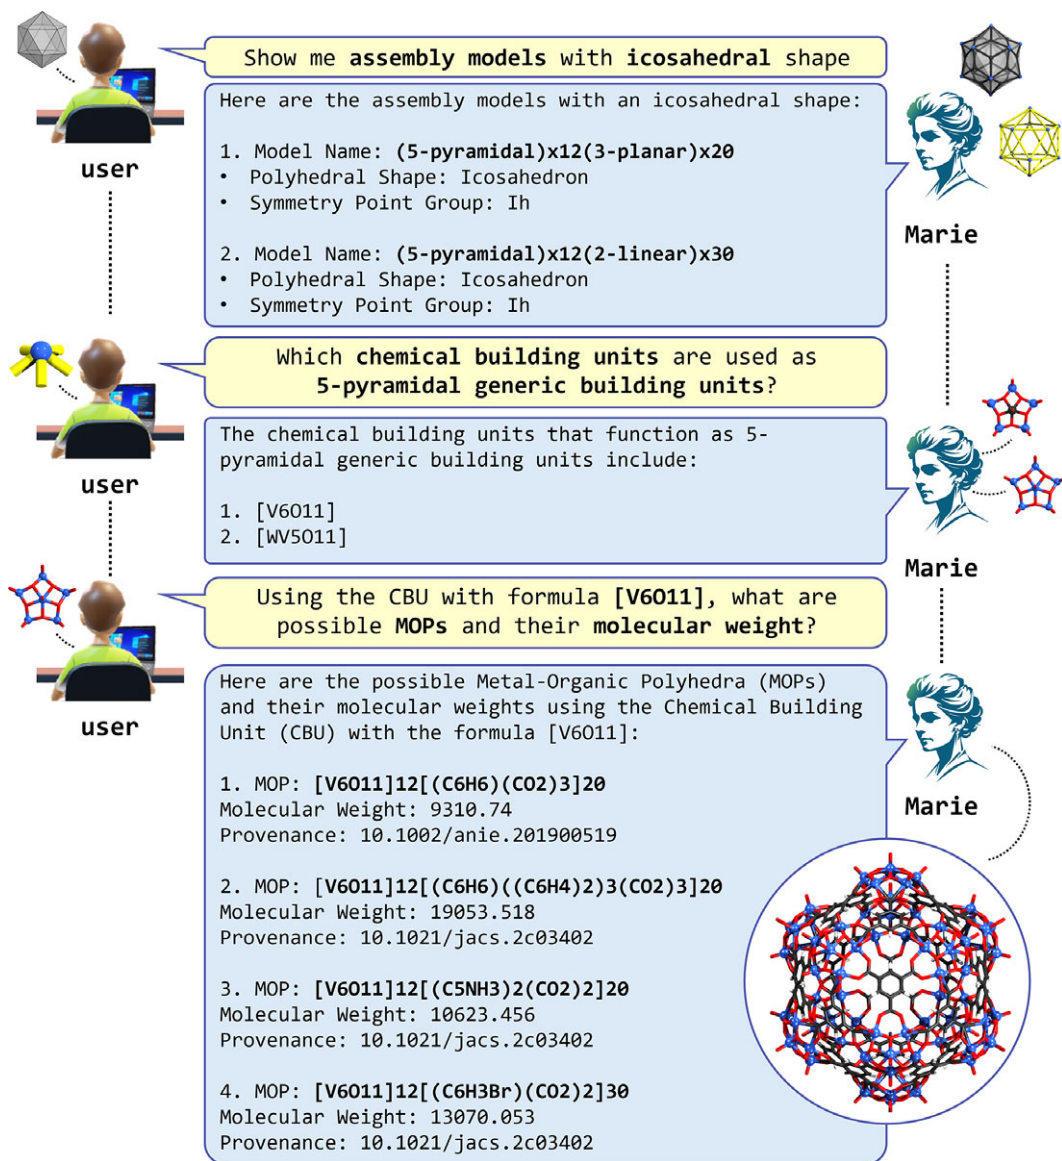 Show me assembly models with icosahedral shape
user
Here are the assembly models with an icosahedral shape:
1. Model Name: (5-pyramidal)x12(3-planar)x20
• Polyhedral Shape: Icosahedron
• Symmetry Point Group: Ih
2. Model Name: (5-pyramidal)x12(2-linear)x30
• Polyhedral Shape: Icosahedron
• Symmetry Point Group: Ih
Marie
Which chemical building units are used as
5-pyramidal generic building units?
user
The chemical building units that function as 5-
pyramidal generic building units include:
1. [V6O11]
2. [WV5O11]
Marie
Using the CBU with formula [V6O11], what are
possible MOPs and their molecular weight?
user
Here are the possible Metal-Organic Polyhedra (MOPs)
and their molecular weights using the Chemical Building
Unit (CBU) with the formula [V6O11]:
1. MOP: [V6O11]12[(C6H6)(CO2)3]20
Molecular Weight: 9310.74
Provenance: 10.1002/anie.201900519
2. MOP: [V6O11]12[(C6H6)((C6H4)2)3(CO2)3]20
Molecular Weight: 19053.518
Provenance: 10.1021/jacs.2c03402
3. MOP: [V6O11]12[(C5NH3)2(CO2)2]20
Molecular Weight: 10623.456
Provenance: 10.1021/jacs.2c03402
4. MOP: [V6O11]12[(C6H3Br)(CO2)2]30
Molecular Weight: 13070.053
Provenance: 10.1021/jacs.2c03402
Marie